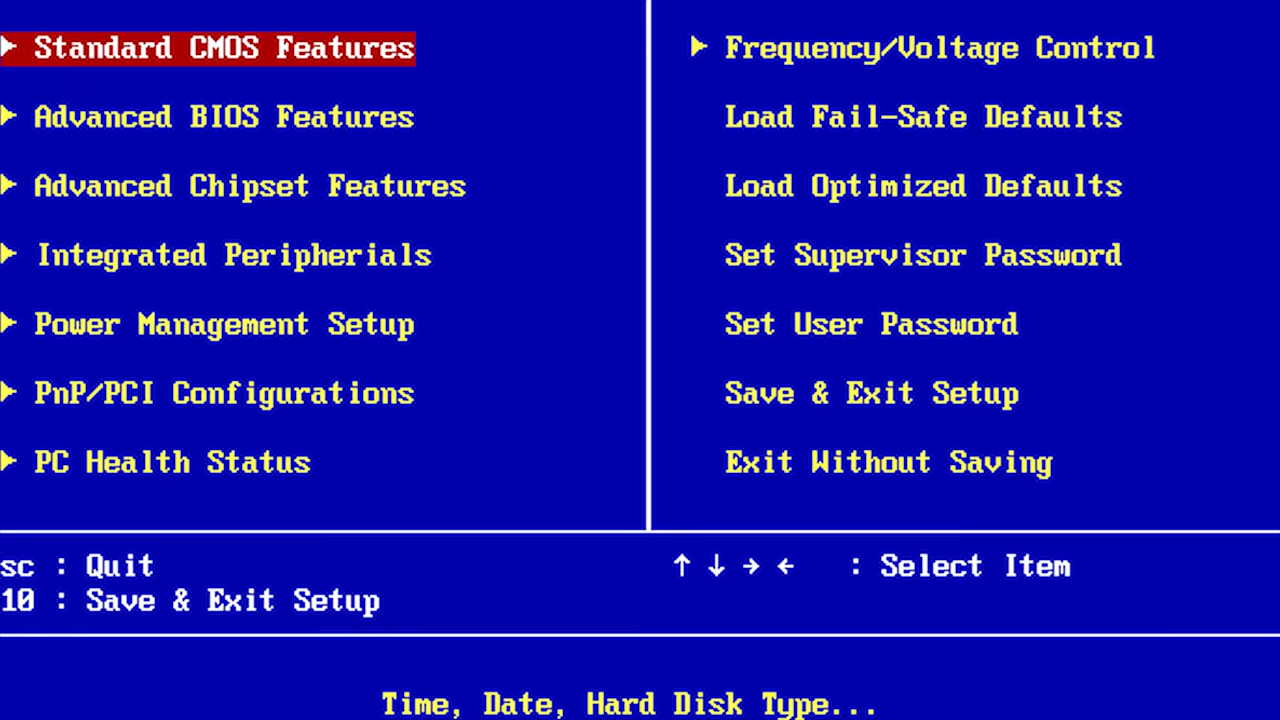 Standard CMOS Features
Advanced BIOS Features
Advanced Chipset Features
Integrated Peripherials
Power Management Setup
PnP/PCI Configurations
PC Health Status
Frequency/Voltage Control
Load Fail-Safe Defaults
Load Optimized Defaults
Set Supervisor Password
Set User Password
Save & Exit Setup
Exit Without Saving
sc : Quit
↑ ↓ → ← : Select Item
10 : Save & Exit Setup
Time, Date, Hard Disk Type...